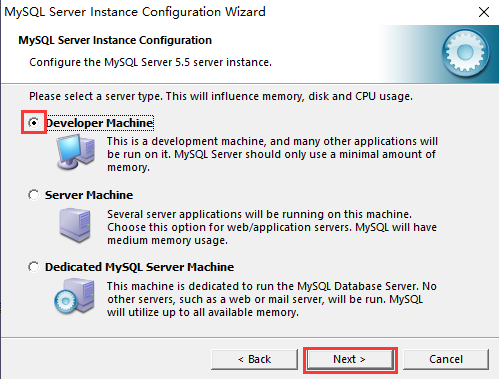 MySQL Server Instance Configuration Wizard
MySQL Server Instance Configuration
Configure the MySQL Server 5.5 server instance.
Please select a server type. This will influence memory, disk and CPU usage.
Developer Machine
This is a development machine, and many other applications will
be run on it. MySQL Server should only use a minimal amount of
memory.
Server Machine
Several server applications will be running on this machine.
Choose this option for web/application servers. MySQL will have
medium memory usage.
Dedicated MySQL Server Machine
This machine is dedicated to run the MySQL Database Server. No
other servers, such as a web or mail server, will be run. MySQL
will utilize up to all available memory.
< Back Next > Cancel